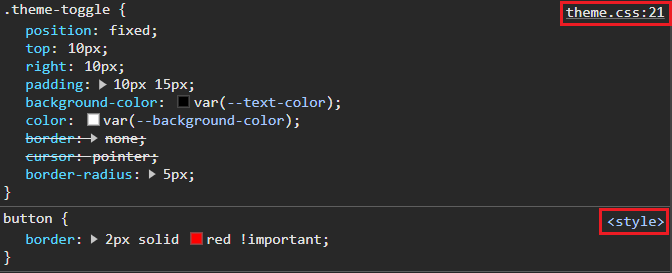 .theme-toggle {
theme.css:21
position: fixed;
top: 10px;
right: 10px;
padding: ▶ 10px 15px;
background-color: var(--text-color);
color: var(--background-color);
border: ▶ none;
cursor: pointer;
border-radius: ▶ 5px;
}
button {
<style>
border: ▶ 2px solid red !important;
}